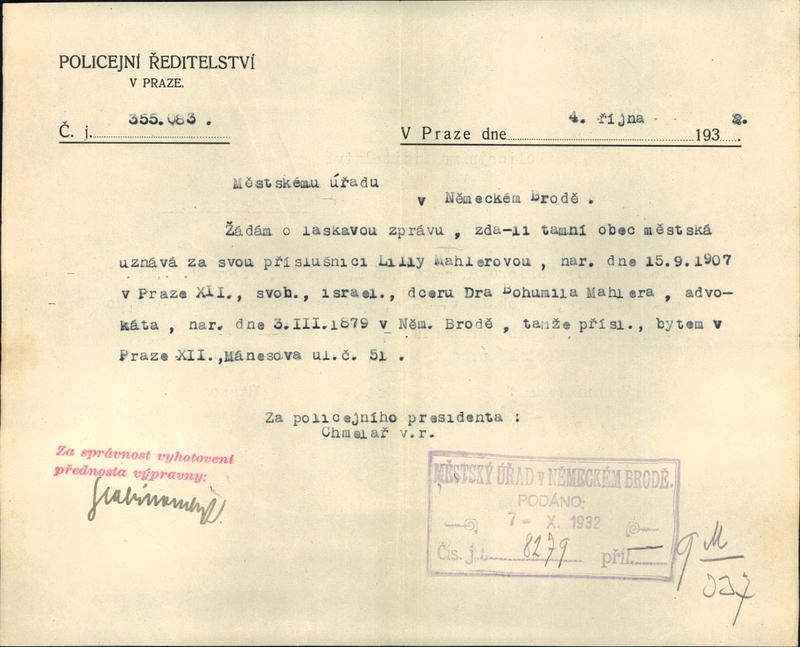 POLICEJNÍ ŘEDITELSTVÍ
V PRAZE.
Č. j. 355.083 .
V Praze dne 4. října 1932.
Městskému úřadu
v Německém Brodě .
Žádám o laskavou zprávu , zda-li tamní obec městská
uznává za svou příslušnici Lilly Mahlerovou , nar. dne 15.9.1907
v Praze XII., svob., israel., dceru Dra Bohumila Mahlera , advo-
káta , nar. dne 3.III.1879 v Něm. Brodě , tamže přísl., bytem v
Praze XII.,Mánesova ul.č. 51 .
Za policejního presidenta :
Chmelař v.r.
Za správnost vyhotovení
přednosta výpravny:
MĚSTSKÝ ÚŘAD v NĚMECKÉM BRODĚ.
PODÁNO:
7 - X. 1932
Čís. j. 8279 příl. —